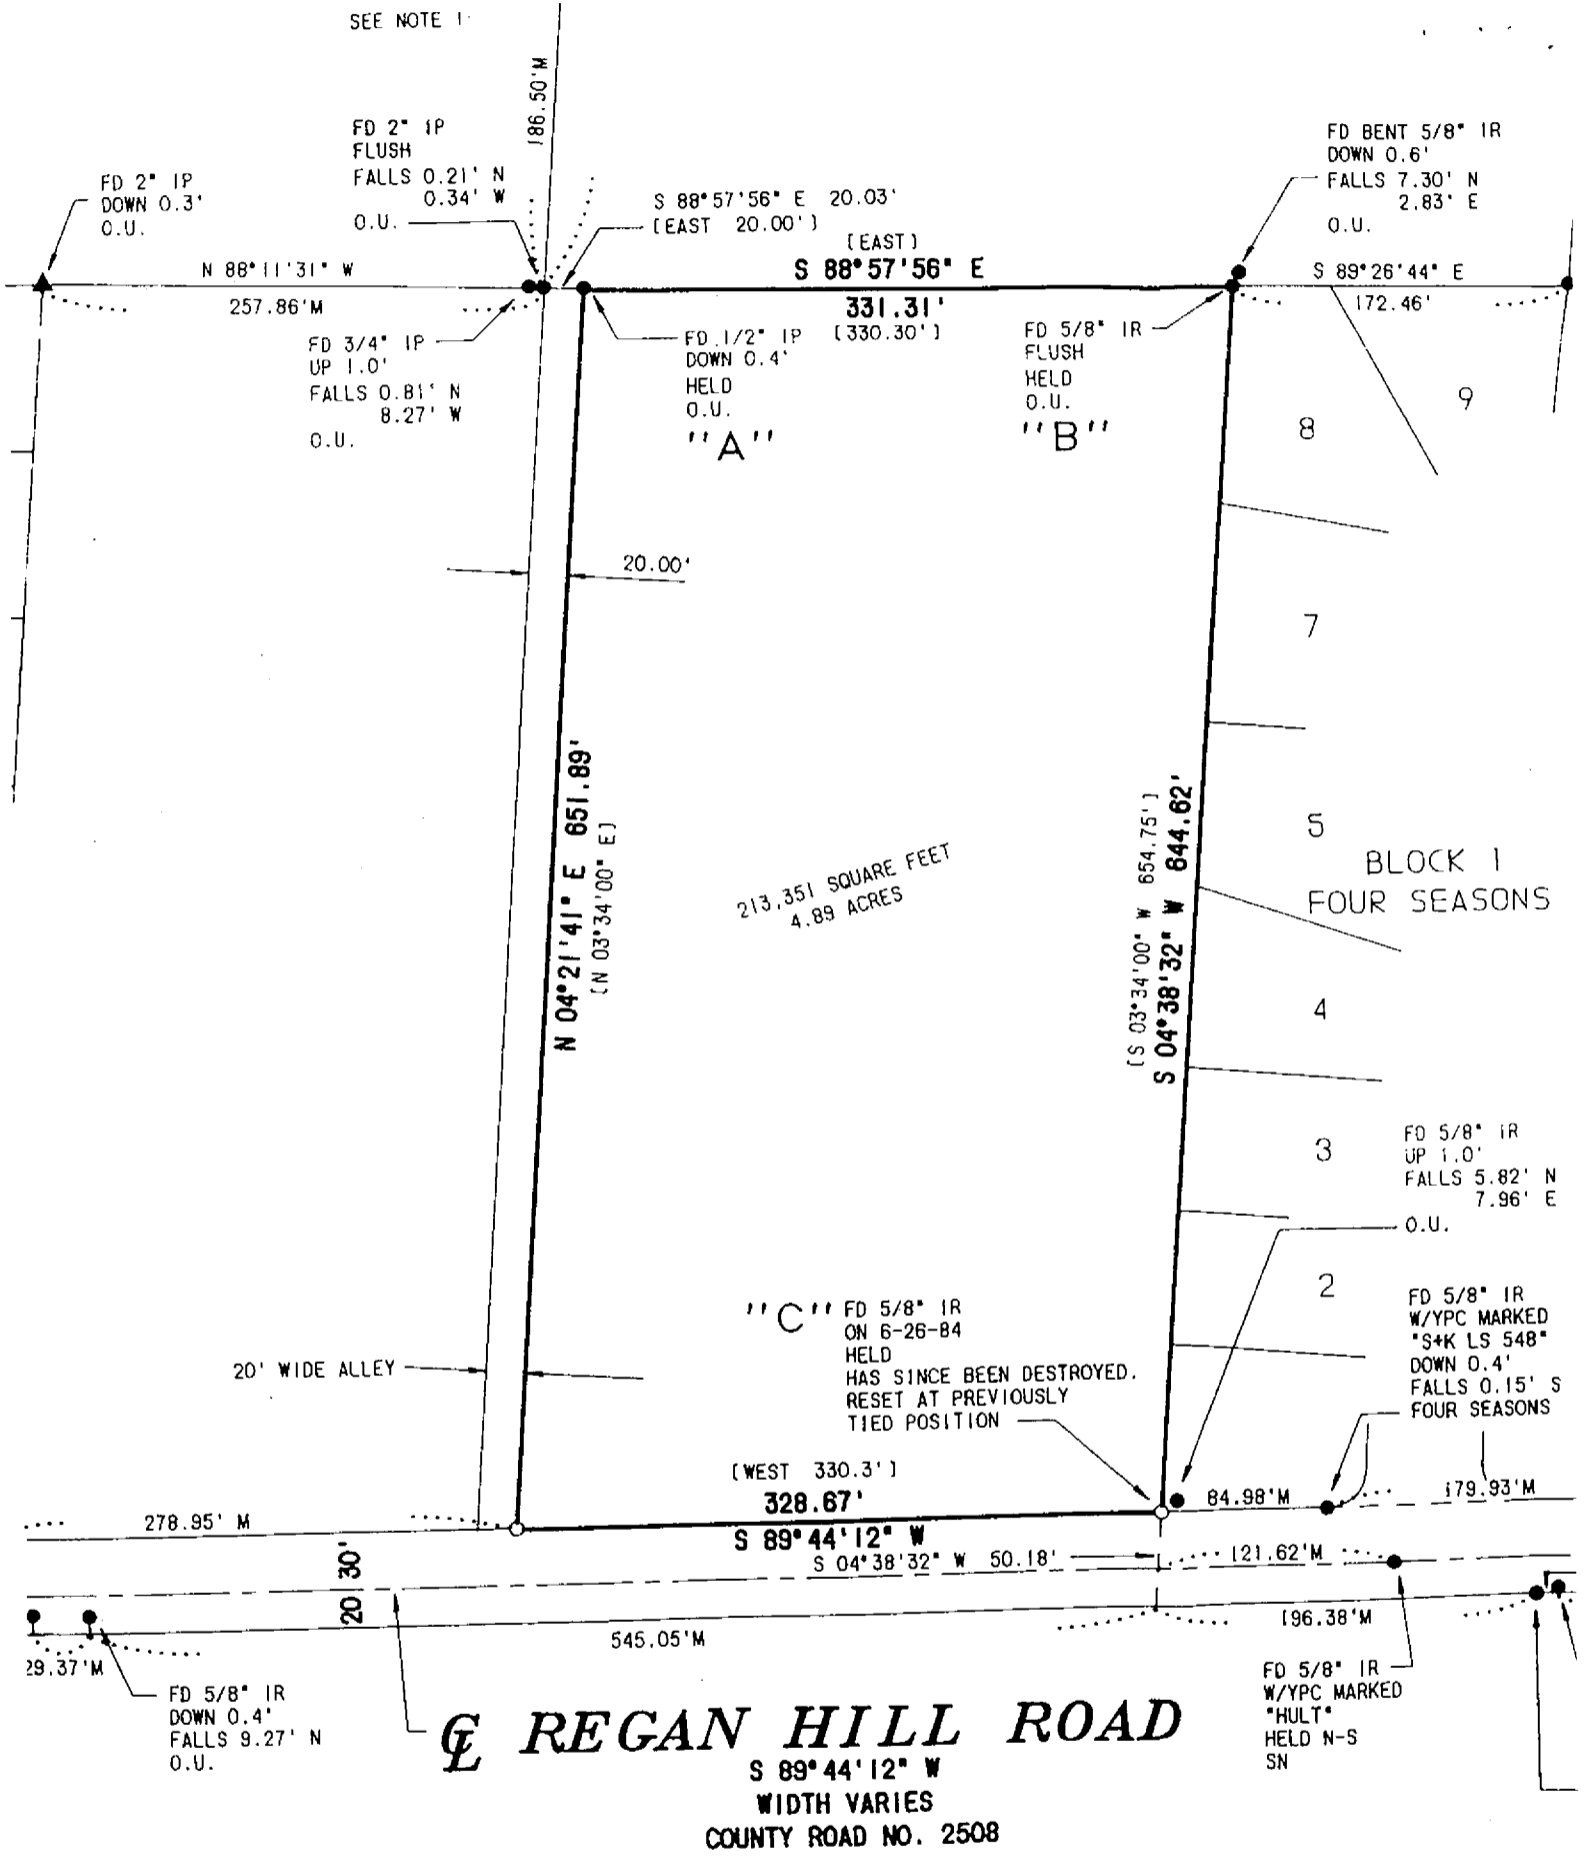 SEE NOTE 1
186.50'M
FD 2" IP
FLUSH
FALLS 0.21' N
0.34' W
O.U.
FD 2" IP
DOWN 0.3'
O.U.
S 88°57'56" E 20.03'
[EAST 20.00']
FD BENT 5/8" IR
DOWN 0.6'
FALLS 7.30' N
2.83' E
O.U.
N 88°11'31" W
257.86'M
[EAST]
S 88°57'56" E
331.31'
[330.30']
S 89°26'44" E
172.46'
FD 3/4" IP
UP 1.0'
FALLS 0.81' N
8.27' W
O.U.
FD 1/2" IP
DOWN 0.4'
HELD
O.U.
"A"
FD 5/8" IR
FLUSH
HELD
O.U.
"B"
8
9
20.00'
7
N 04°21'41" E 651.89'
[N 03°34'00" E]
213,351 SQUARE FEET
4.89 ACRES
[S 03°34'00" W 654.75']
S 04°38'32" W 644.62'
5
BLOCK 1
FOUR SEASONS
4
3
FD 5/8" IR
UP 1.0'
FALLS 5.82' N
7.96' E
O.U.
2
"C" FD 5/8" IR
ON 6-26-84
HELD
HAS SINCE BEEN DESTROYED.
RESET AT PREVIOUSLY
TIED POSITION
FD 5/8" IR
W/YPC MARKED
"S+K LS 548"
DOWN 0.4'
FALLS 0.15' S
FOUR SEASONS
20' WIDE ALLEY
[WEST 330.3']
328.67'
S 89°44'12" W
84.98'M
179.93'M
278.95' M
S 04°38'32" W 50.18'
121.62'M
30'
20
196.38'M
545.05'M
29.37'M
FD 5/8" IR
DOWN 0.4'
FALLS 9.27' N
O.U.
FD 5/8" IR
W/YPC MARKED
"HULT"
HELD N-S
SN
℄ REGAN HILL ROAD
S 89°44'12" W
WIDTH VARIES
COUNTY ROAD NO. 2508